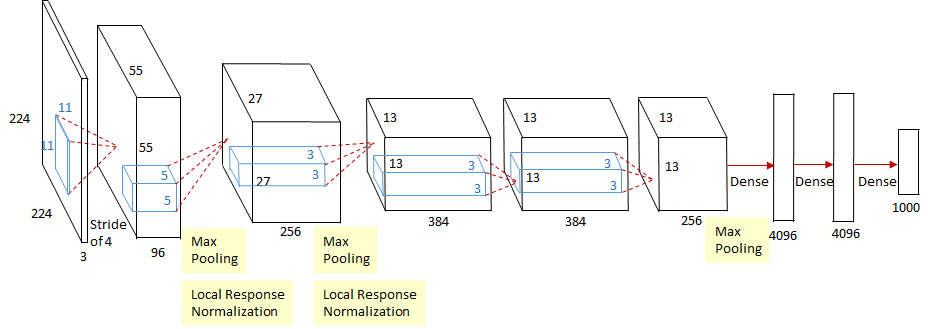 224
224
3
11
11
Stride
of 4
55
55
5
5
96
Max
Pooling
Local Response
Normalization
27
27
3
3
256
Max
Pooling
Local Response
Normalization
13
13
3
3
384
13
13
3
3
384
13
13
256
Max
Pooling
Dense
4096
Dense
4096
Dense
1000